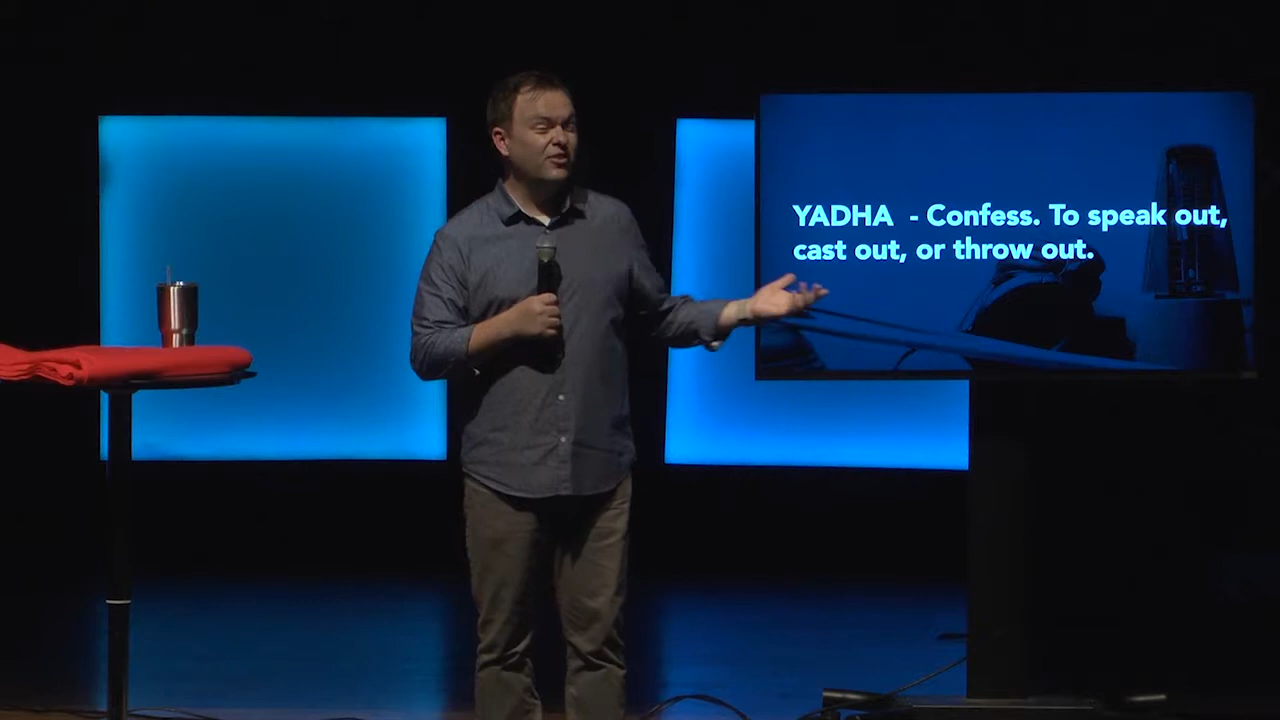 YADHA - Confess. To speak out,
cast out, or throw out.